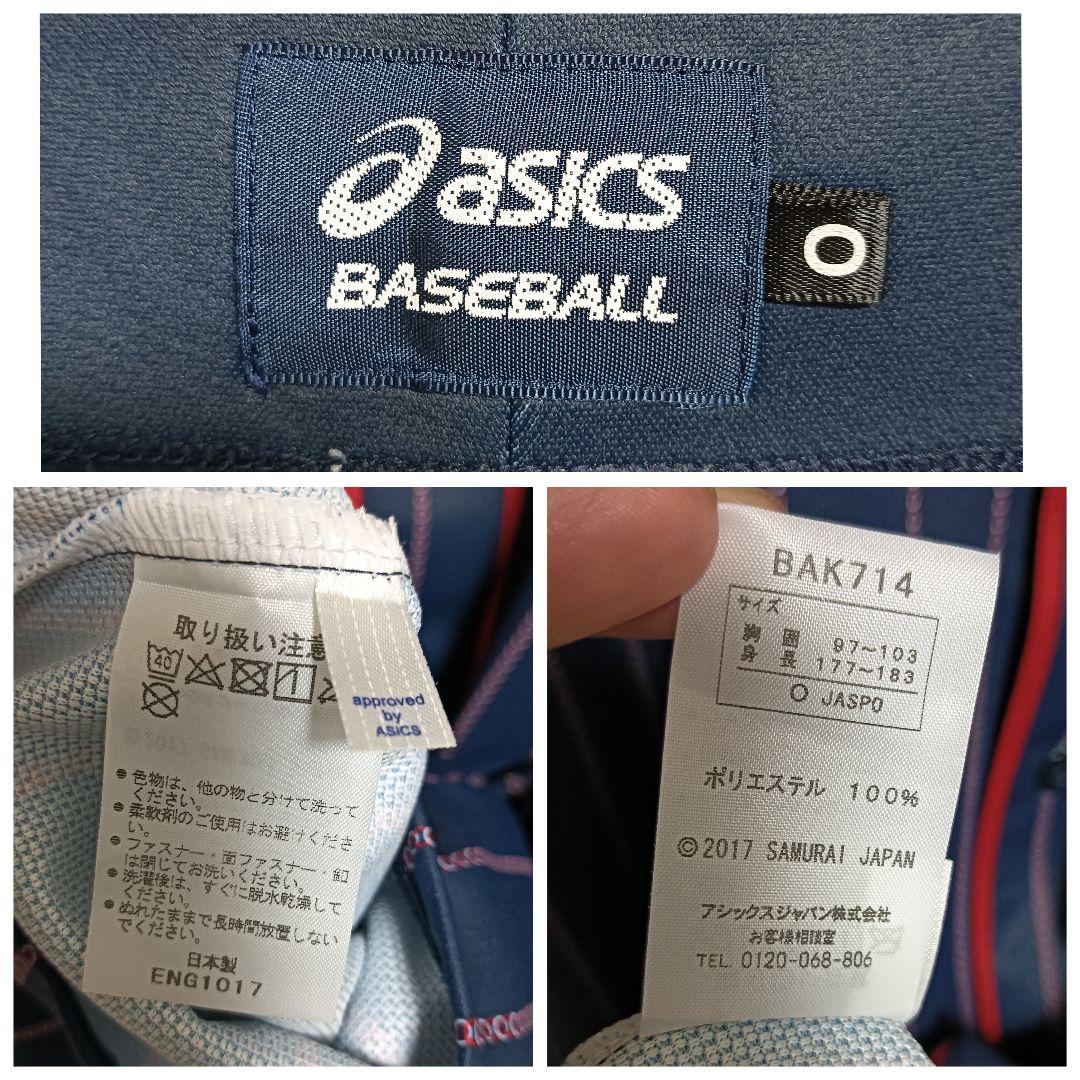 asics
BASEBALL
O
取り扱い注意
40
approved
by
ASICS
● 色物は、他の物と分けて洗って
ください。
● 柔軟剤のご使用はお避けくださ
い。
● ファスナー・面ファスナー・釦
は閉じてお洗いください。
● 洗濯後は、すぐに脱水乾燥して
ください。
● ぬれたままで長時間放置しない
でください。
日本製
ENG1017
BAK714
サイズ
胸囲 97~103
身長 177~183
O JASPO
ポリエステル 100%
©2017 SAMURAI JAPAN
アシックスジャパン株式会社
お客様相談室
TEL. 0120-068-806